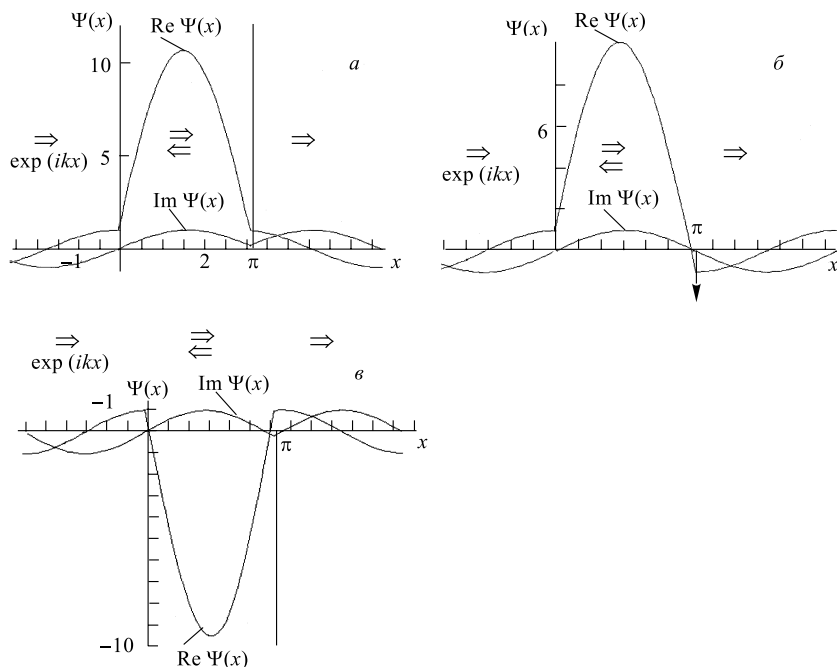 Ψ(x)
Re Ψ(x)
а
10
5
exp (ikx)
Im Ψ(x)
−1
2
π
x
Ψ(x)
Re Ψ(x)
б
6
exp (ikx)
Im Ψ(x)
π
x
exp (ikx)
в
Ψ(x)
Im Ψ(x)
−1
π
x
−10
Re Ψ(x)